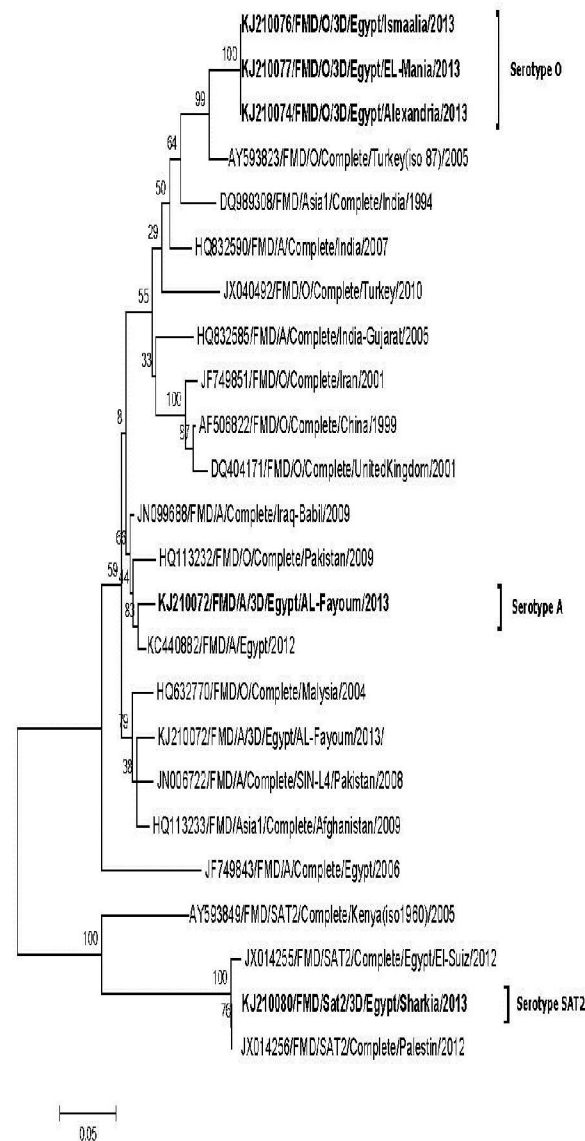 KJ210076/FMD/O/3D/Egypt/Ismaalia/2013
100
KJ210077/FMD/O/3D/Egypt/EL-Mania/2013
Serotype O
KJ210074/FMD/O/3D/Egypt/Alexandria/2013
99
AY593823/FMD/O/Complete/Turkey(iso 87)/2005
64
DQ989308/FMD/Asia1/Complete/India/1994
50
HQ832590/FMD/A/Complete/India/2007
29
JX040492/FMD/O/Complete/Turkey/2010
55
HQ832585/FMD/A/Complete/India-Gujarat/2005
33
JF749851/FMD/O/Complete/Iran/2001
100
AF506822/FMD/O/Complete/China/1999
97
DQ404171/FMD/O/Complete/UnitedKingdom/2001
8
JN099688/FMD/A/Complete/Iraq-Babil/2009
66
HQ113232/FMD/O/Complete/Pakistan/2009
59
44
KJ210072/FMD/A/3D/Egypt/AL-Fayoum/2013
Serotype A
83
KC440882/FMD/A/Egypt/2012
HQ632770/FMD/O/Complete/Malysia/2004
79
KJ210072/FMD/A/3D/Egypt/AL-Fayoum/2013/
38
JN006722/FMD/A/Complete/SIN-L4/Pakistan/2008
HQ113233/FMD/Asia1/Complete/Afghanistan/2009
JF749843/FMD/A/Complete/Egypt/2006
AY593849/FMD/SAT2/Complete/Kenya(iso1960)/2005
100
JX014255/FMD/SAT2/Complete/Egypt/El-Suiz/2012
100
KJ210080/FMD/Sat2/3D/Egypt/Sharkia/2013
Serotype SAT2
76
JX014256/FMD/SAT2/Complete/Palestin/2012
0.05